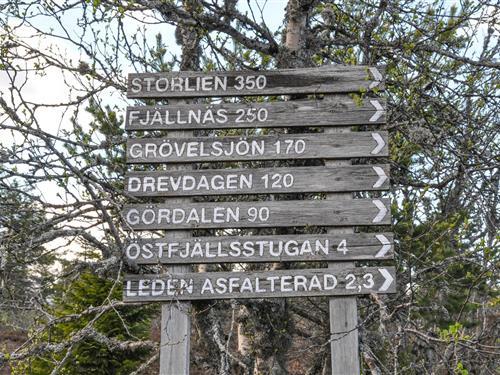 STORLIEN 350
FJÄLLNÄS 250
GRÖVELSJÖN 170
DREVDAGEN 120
GÖRDALEN 90
ÖSTFJÄLLSSTUGAN 4
LEDEN ASFALTERAD 2,3